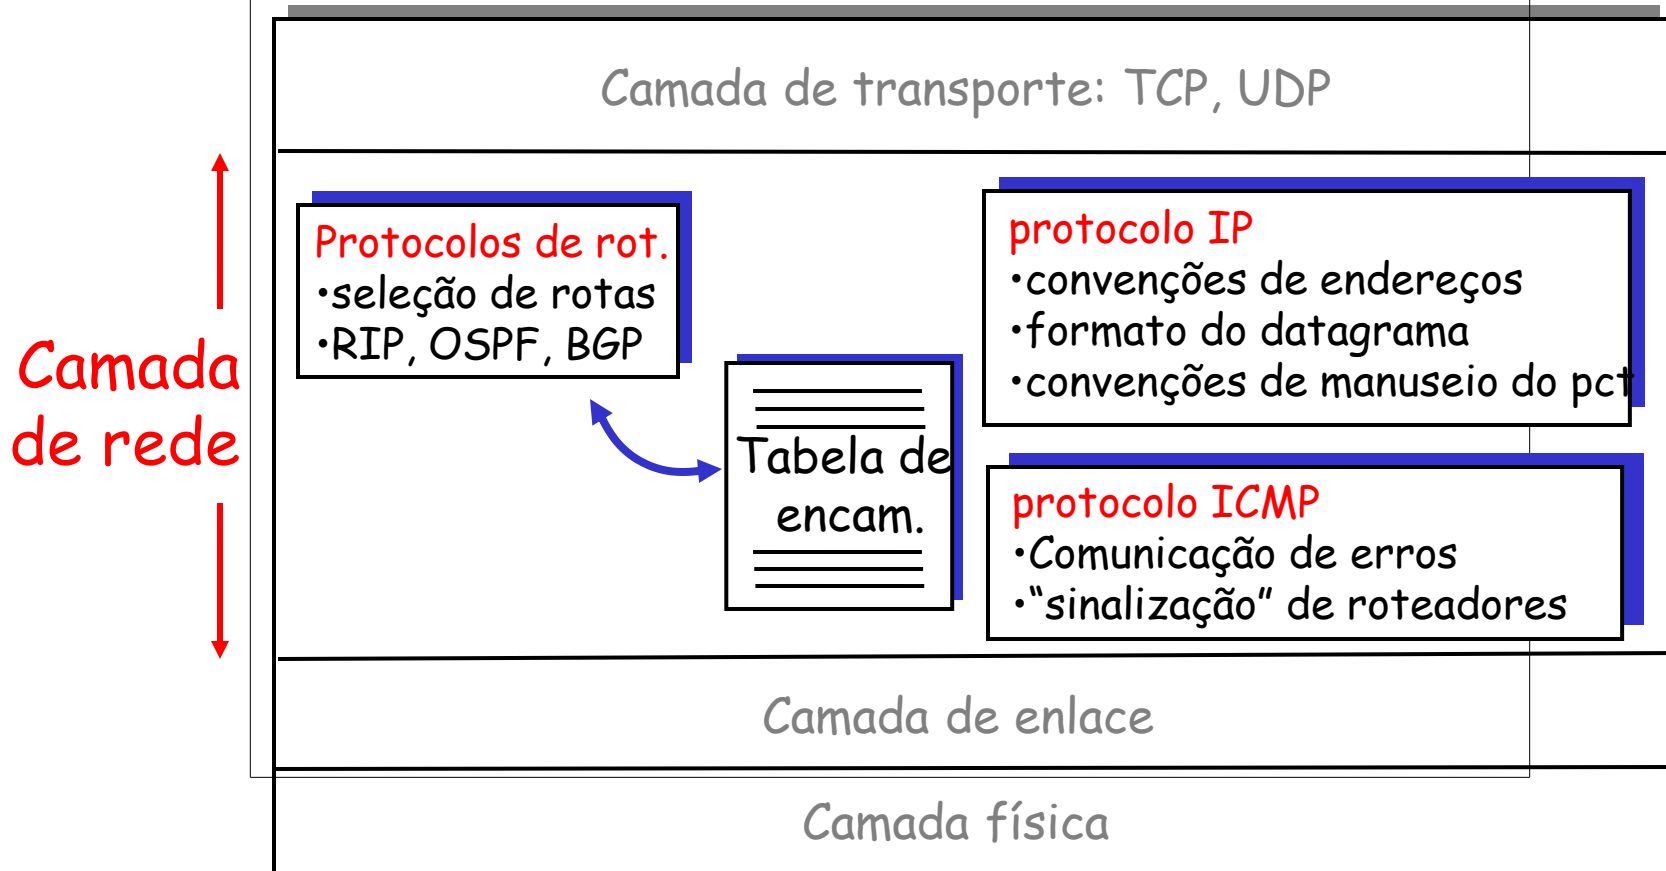 Camada de transporte: TCP, UDP
Camada
de rede
Protocolos de rot.
•seleção de rotas
•RIP, OSPF, BGP
Tabela de
encam.
protocolo IP
•convenções de endereços
•formato do datagrama
•convenções de manuseio do pct
protocolo ICMP
•Comunicação de erros
•“sinalização” de roteadores
Camada de enlace
Camada física